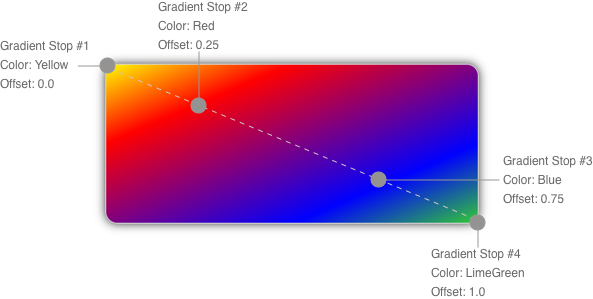 Gradient Stop #2
Color: Red
Offset: 0.25
Gradient Stop #1
Color: Yellow
Offset: 0.0
Gradient Stop #3
Color: Blue
Offset: 0.75
Gradient Stop #4
Color: LimeGreen
Offset: 1.0